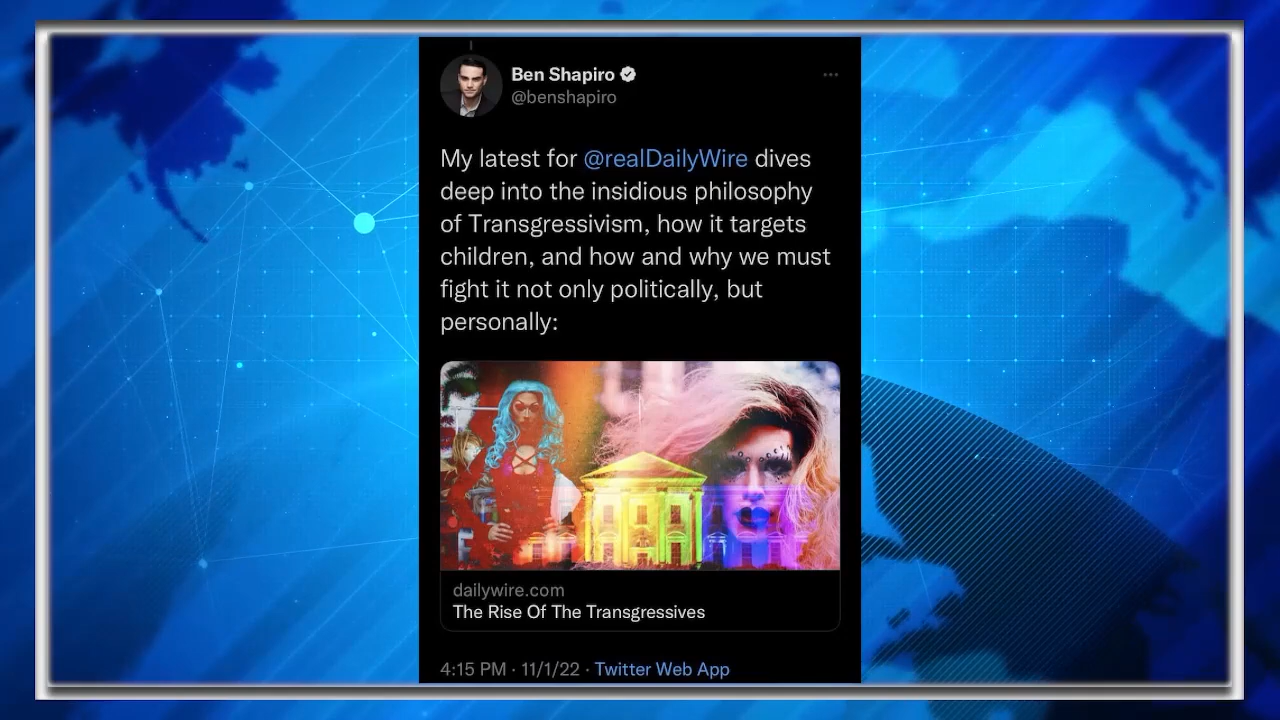 Ben Shapiro
@benshapiro
My latest for @realDailyWire dives
deep into the insidious philosophy
of Transgressivism, how it targets
children, and how and why we must
fight it not only politically, but
personally:
dailywire.com
The Rise Of The Transgressives
4:15 PM · 11/1/22 · Twitter Web App